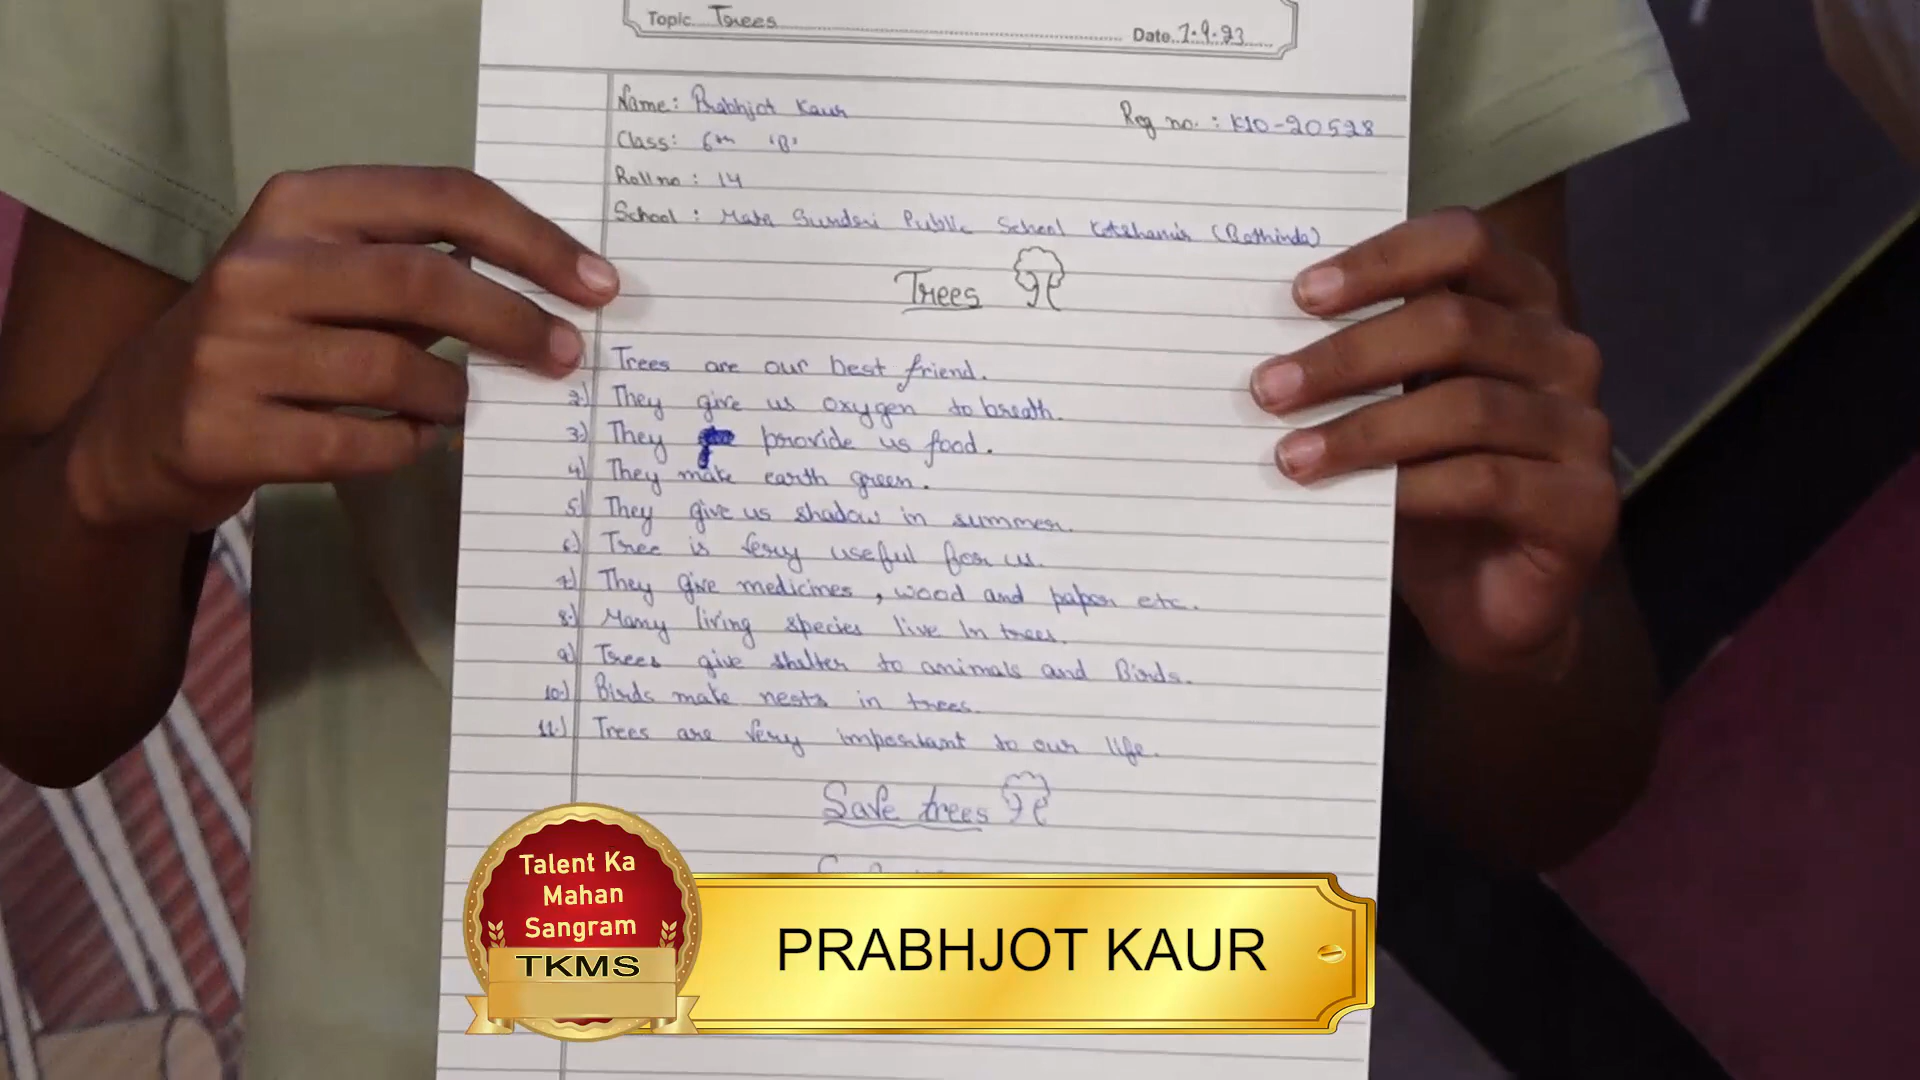 Topic Trees
Date 7.9.23
Name: Prabhjot Kaur
Reg no. : K10-20528
Class: 6th 'B'
Roll no : 14
School : Mata Sundri Public School Kotshamir (Bathinda)
Trees
Trees are our best friend.
2) They give us oxygen to breath.
3) They provide us food.
4) They make earth green.
5) They give us shadow in summer.
6) Tree is very useful for us.
7) They give medicines, wood and paper etc.
8) Many living species live In trees.
9) Trees give shelter to animals and Birds.
10) Birds make nests in trees.
11) Trees are very important to our life.
Save trees
Talent Ka
Mahan
Sangram
TKMS
PRABHJOT KAUR